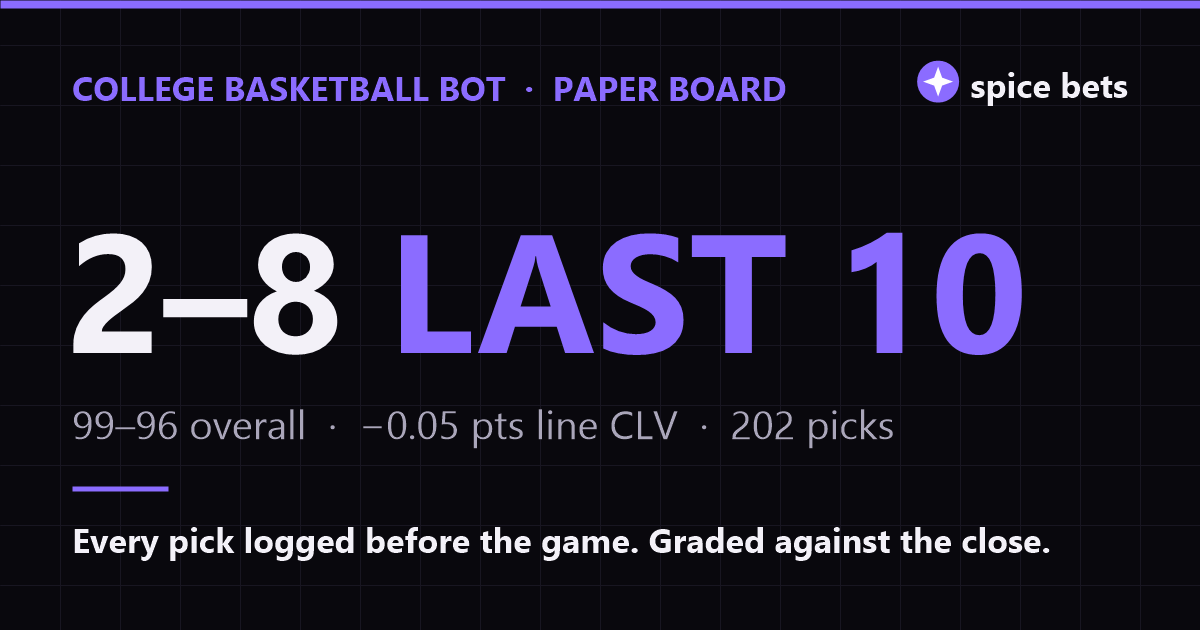 COLLEGE BASKETBALL BOT · PAPER BOARD
spice bets
2–8 LAST 10
99–96 overall · −0.05 pts line CLV · 202 picks
Every pick logged before the game. Graded against the close.